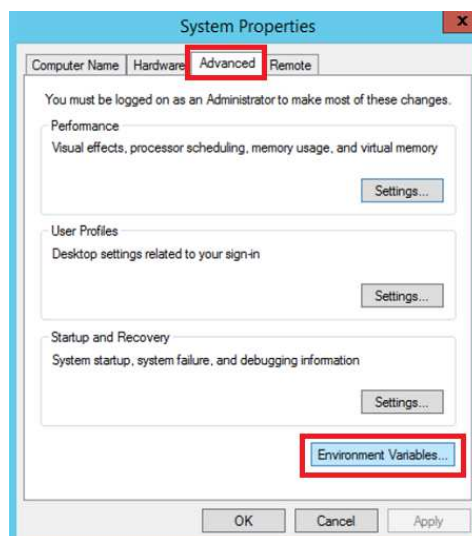 System Properties
x
Computer Name Hardware Advanced Remote
You must be logged on as an Administrator to make most of these changes.
Performance
Visual effects, processor scheduling, memory usage, and virtual memory
Settings...
User Profiles
Desktop settings related to your sign-in
Settings...
Startup and Recovery
System startup, system failure, and debugging information
Settings...
Environment Variables...
OK Cancel Apply